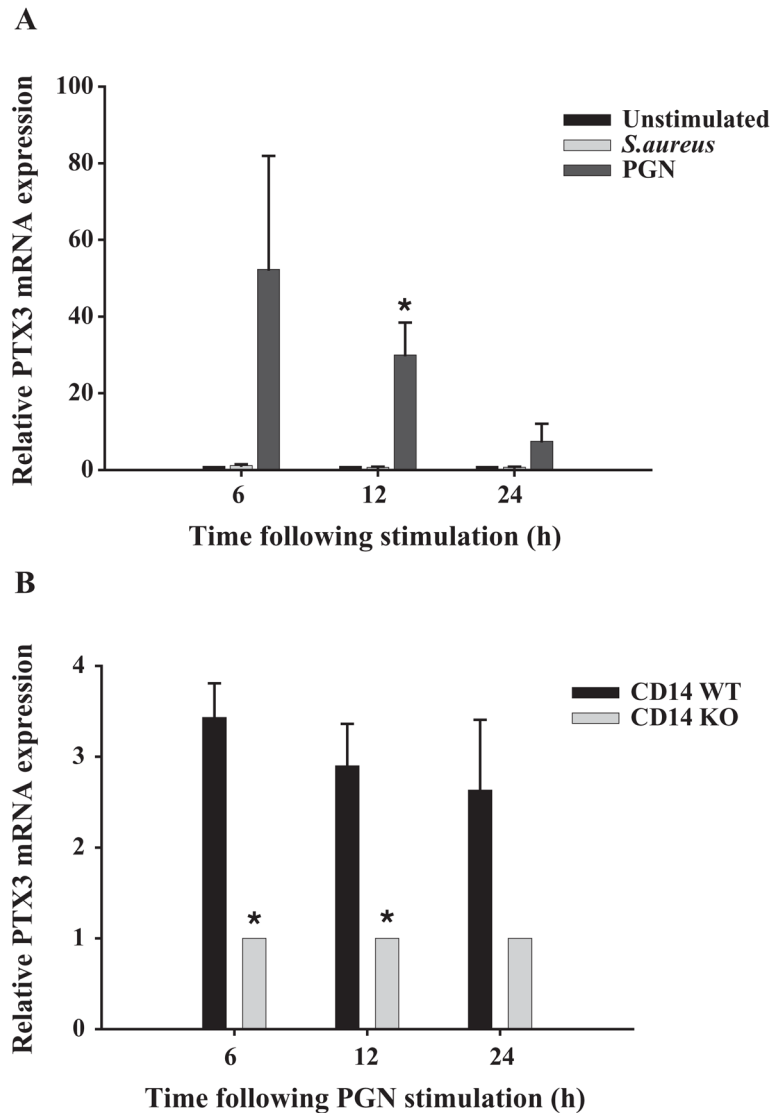 A
Relative PTX3 mRNA expression
100
80
60
40
20
0
Unstimulated
S.aureus
PGN
*
6 12 24
Time following stimulation (h)
B
Relative PTX3 mRNA expression
4
3
2
1
0
CD14 WT
CD14 KO
* *
6 12 24
Time following PGN stimulation (h)